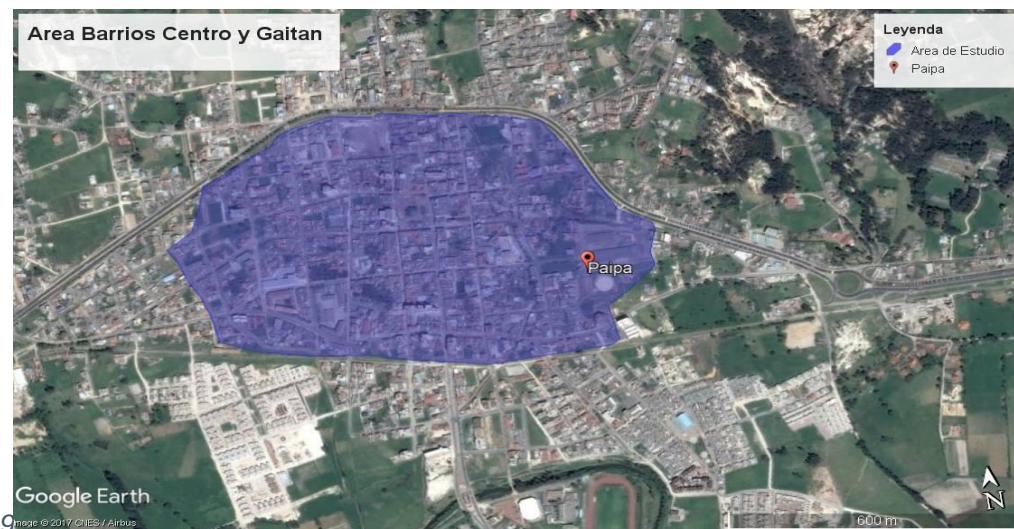 Area Barrios Centro y Gaitan
Leyenda
Area de Estudio
Paipa
Paipa
Google Earth
Image © 2017 CNES / Airbus
600 m
N